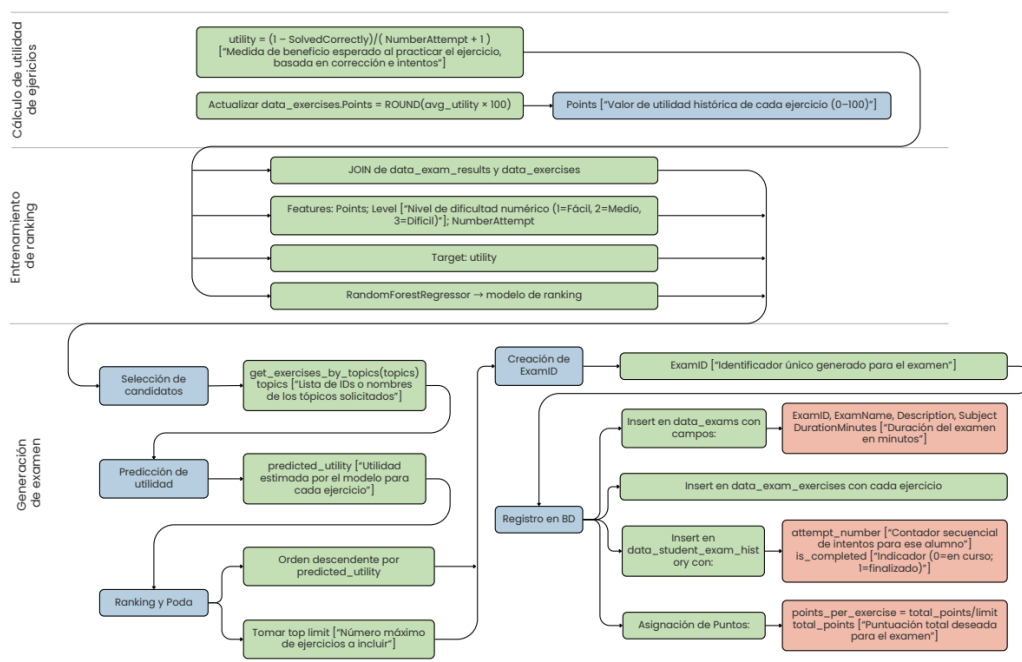 Cálculo de utilidad
de ejericios
utility = (1 – SolvedCorrectly)/( NumberAttempt + 1 )
[“Medida de beneficio esperado al practicar el ejercicio,
basada en corrección e intentos”]
Actualizar data_exercises.Points = ROUND(avg_utility × 100)
Points [“Valor de utilidad histórica de cada ejercicio (0–100)”]
Entrenamiento
de ranking
JOIN de data_exam_results y data_exercises
Features: Points; Level [“Nivel de dificultad numérico (1=Fácil, 2=Medio,
3=Difícil)”]; NumberAttempt
Target: utility
RandomForestRegressor → modelo de ranking
Generación
de examen
Selección de
candidatos
get_exercises_by_topics(topics)
topics [“Lista de IDs o nombres
de los tópicos solicitados”]
Predicción de
utilidad
predicted_utility [“Utilidad
estimada por el modelo para
cada ejercicio”]
Ranking y Poda
Orden descendente por
predicted_utility
Tomar top limit [“Número máximo
de ejercicios a incluir”]
Creación de
ExamID
ExamID [“Identificador único generado para el examen”]
Registro en BD
Insert en data_exams con
campos:
ExamID, ExamName, Description, Subject
DurationMinutes [“Duración del examen
en minutos”]
Insert en data_exam_exercises con cada ejercicio
Insert en
data_student_exam_hist
ory con:
attempt_number [“Contador secuencial
de intentos para ese alumno”]
is_completed [“Indicador (0=en curso;
1=finalizado)”]
Asignación de Puntos:
points_per_exercise = total_points/limit
total_points [“Puntuación total deseada
para el examen”]